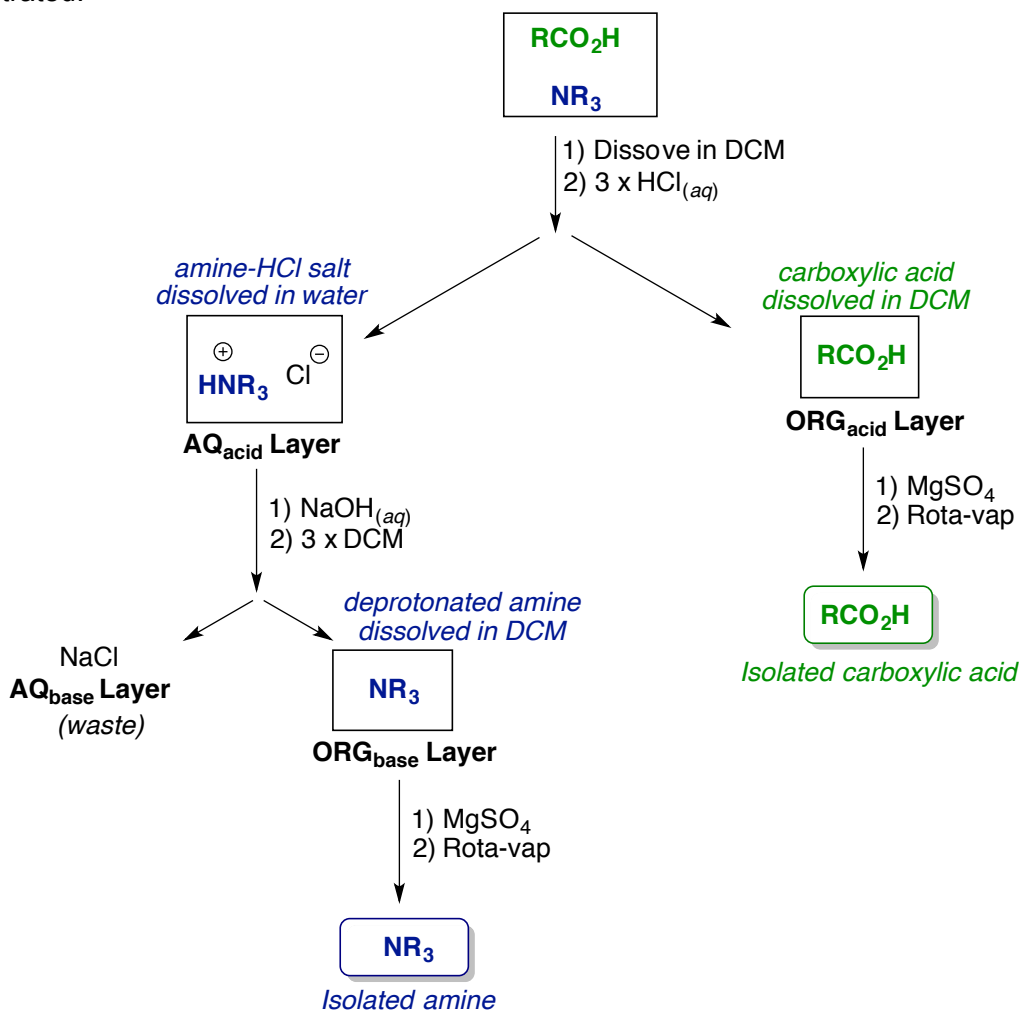 RCO₂H
NR₃
1) Dissove in DCM
2) 3 x HCl(aq)
amine-HCl salt
dissolved in water
carboxylic acid
dissolved in DCM
⊕ ⊖
HNR₃ Cl
RCO₂H
AQacid Layer
ORGacid Layer
1) NaOH(aq)
2) 3 x DCM
1) MgSO₄
2) Rota-vap
deprotonated amine
dissolved in DCM
RCO₂H
Isolated carboxylic acid
NaCl
AQbase Layer
(waste)
NR₃
ORGbase Layer
1) MgSO₄
2) Rota-vap
NR₃
Isolated amine